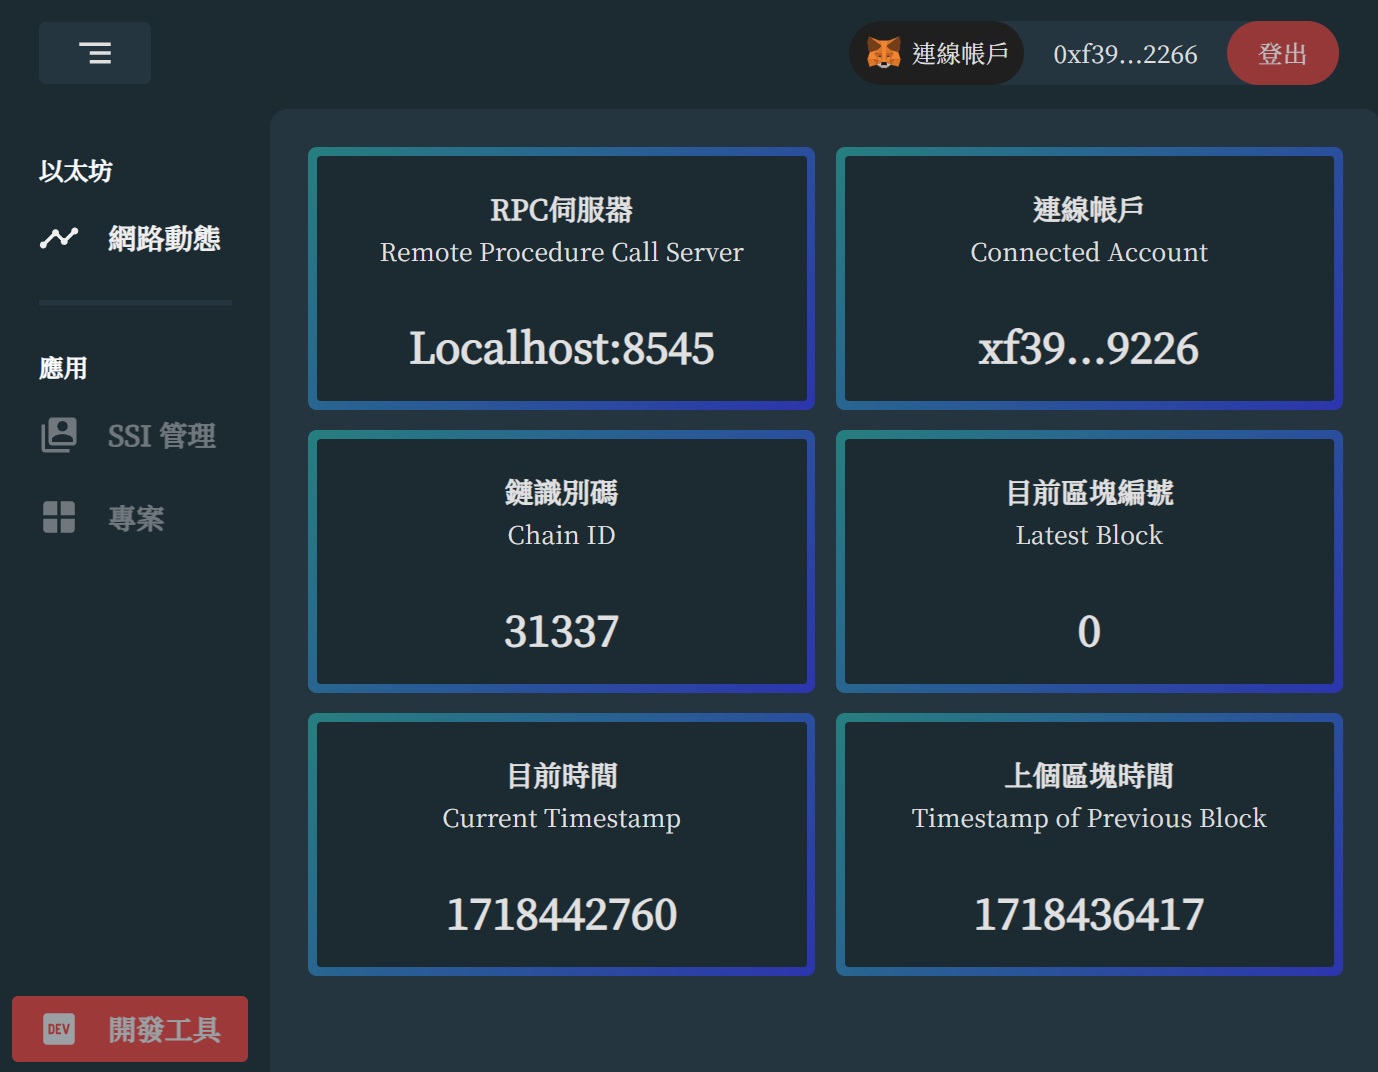 連線帳戶 0xf39...2266 登出
以太坊
網路動態
應用
SSI 管理
專案
DEV 開發工具
RPC伺服器
Remote Procedure Call Server
Localhost:8545
連線帳戶
Connected Account
xf39...9226
鏈識別碼
Chain ID
31337
目前區塊編號
Latest Block
0
目前時間
Current Timestamp
1718442760
上個區塊時間
Timestamp of Previous Block
1718436417